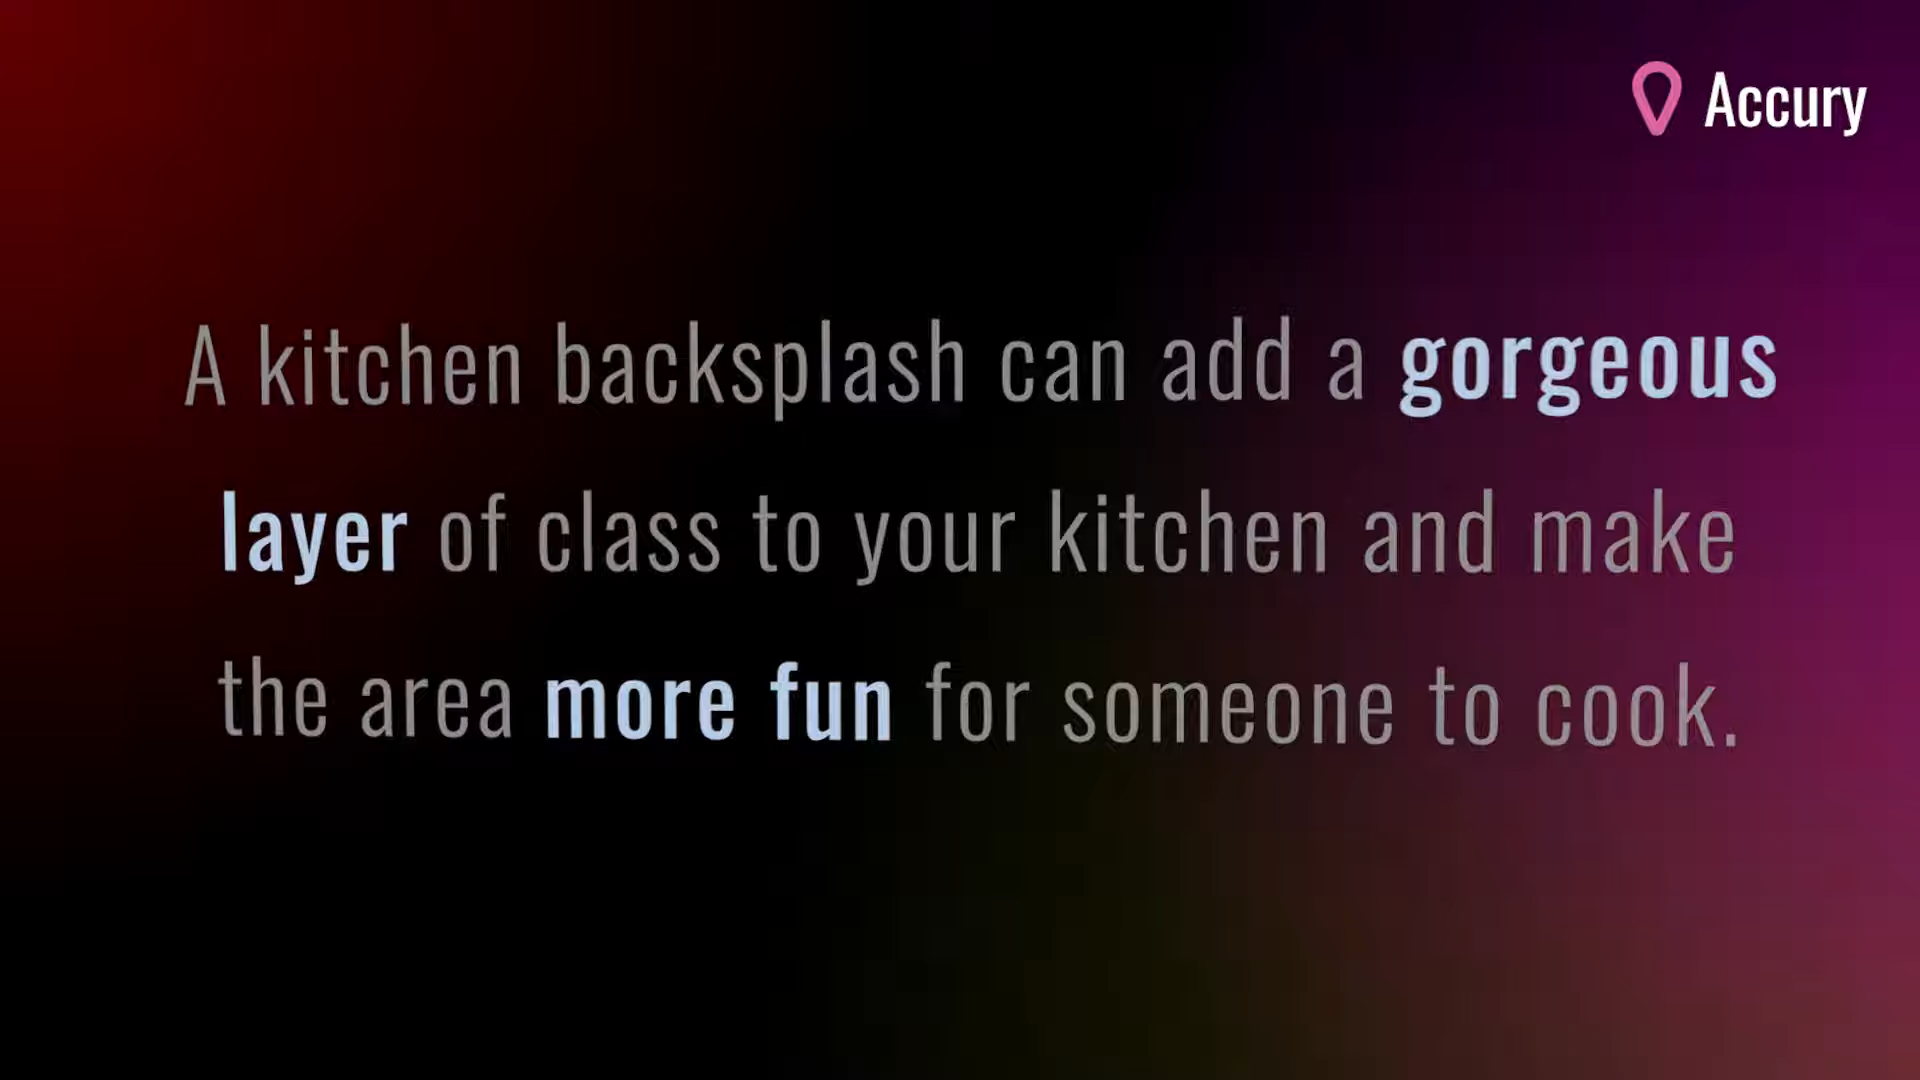 Accury
A kitchen backsplash can add a gorgeous
layer of class to your kitchen and make
the area more fun for someone to cook.